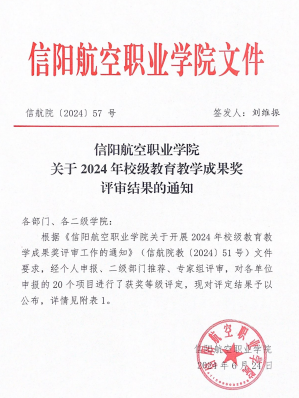 信阳航空职业学院文件
信航院〔2024〕57 号 签发人：刘维振
信阳航空职业学院
关于 2024 年校级教育教学成果奖
评审结果的通知
各部门、各二级学院：
根据《信阳航空职业学院关于开展 2024 年校级教育教
学成果奖评审工作的通知》（信航院教〔2024〕51 号）文件
要求，经个人申报、二级部门推荐、专家组评审，对各单位
申报的 20 个项目进行了获奖等级评定，现对评定结果予以
公布，详情见附表 1。
信阳航空职业学院
2024 年 6 月 21 日